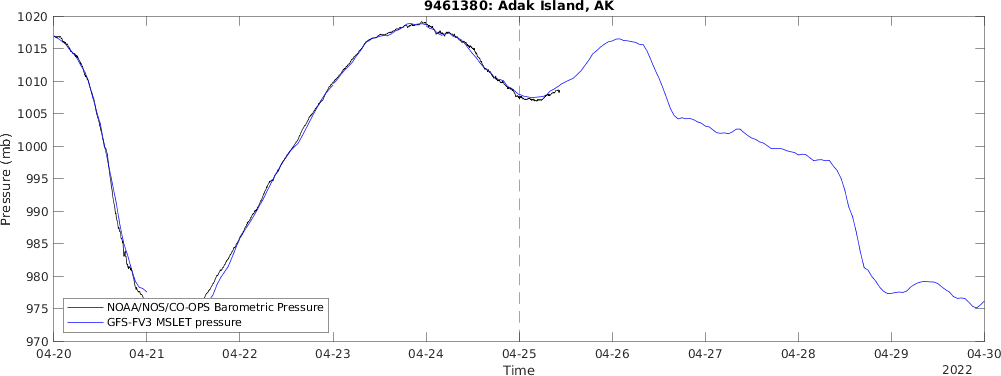 9461380: Adak Island, AK
1020
1015
1010
1005
1000
995
990
985
980
975
970
Pressure (mb)
NOAA/NOS/CO-OPS Barometric Pressure
GFS-FV3 MSLET pressure
04-20 04-21 04-22 04-23 04-24 04-25 04-26 04-27 04-28 04-29 04-30
Time
2022